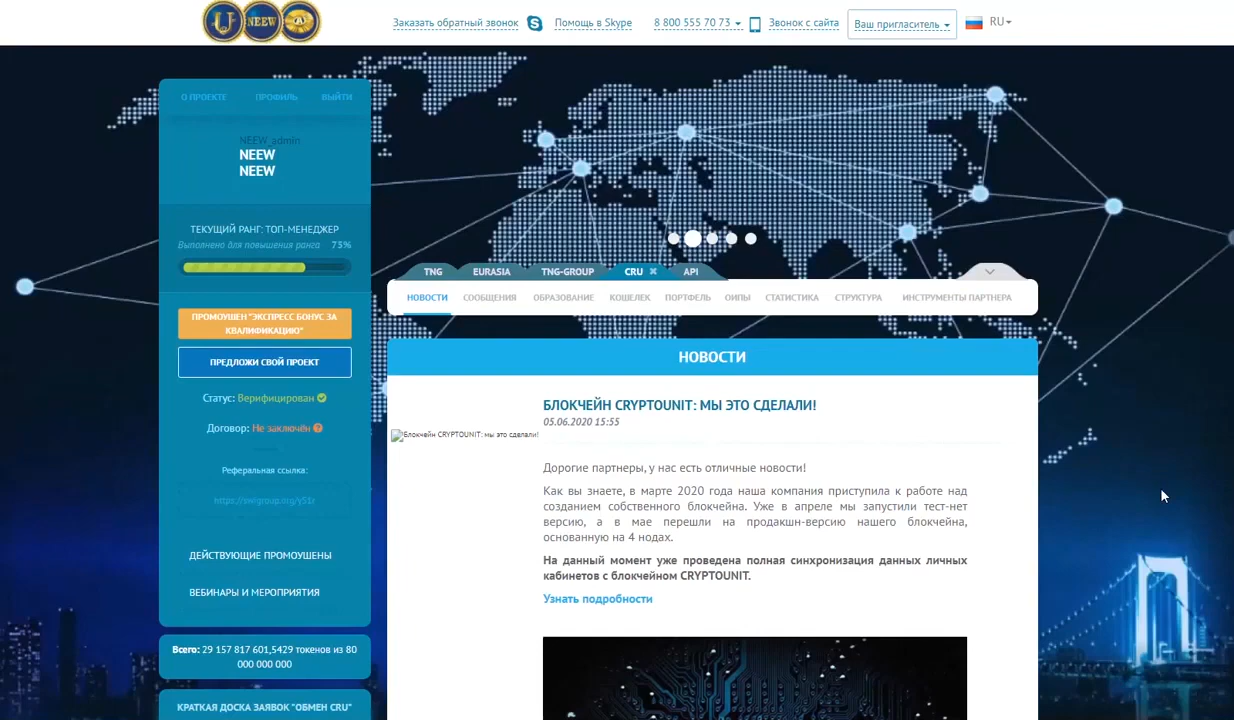 U NEEW
Заказать обратный звонок
Помощь в Skype
8 800 555 70 73
Звонок с сайта
Ваш пригласитель
RU
О ПРОЕКТЕ ПРОФИЛЬ ВЫЙТИ
NEEW_admin
NEEW
NEEW
ТЕКУЩИЙ РАНГ: ТОП-МЕНЕДЖЕР
Выполнено для повышения ранга 73%
ПРОМОУШЕН "ЭКСПРЕСС БОНУС ЗА
КВАЛИФИКАЦИЮ"
ПРЕДЛОЖИ СВОЙ ПРОЕКТ
Статус: Верифицирован
Договор: Не заключён
Реферальная ссылка:
ДЕЙСТВУЮЩИЕ ПРОМОУШЕНЫ
ВЕБИНАРЫ И МЕРОПРИЯТИЯ
Всего: 29 157 817 601,5429 токенов из 80
000 000 000
КРАТКАЯ ДОСКА ЗАЯВОК "ОБМЕН CRU"
TNG EURASIA TNG-GROUP CRU API
НОВОСТИ СООБЩЕНИЯ ОБРАЗОВАНИЕ КОШЕЛЕК ПОРТФЕЛЬ ОИПЫ СТАТИСТИКА СТРУКТУРА ИНСТРУМЕНТЫ ПАРТНЕРА
НОВОСТИ
БЛОКЧЕЙН CRYPTOUNIT: МЫ ЭТО СДЕЛАЛИ!
05.06.2020 15:55
Блокчейн CRYPTOUNIT: мы это сделали!
Дорогие партнеры, у нас есть отличные новости!
Как вы знаете, в марте 2020 года наша компания приступила к работе над
созданием собственного блокчейна. Уже в апреле мы запустили тест-нет
версию, а в мае перешли на продакшн-версию нашего блокчейна,
основанную на 4 нодах.
На данный момент уже проведена полная синхронизация данных личных
кабинетов с блокчейном CRYPTOUNIT.
Узнать подробности